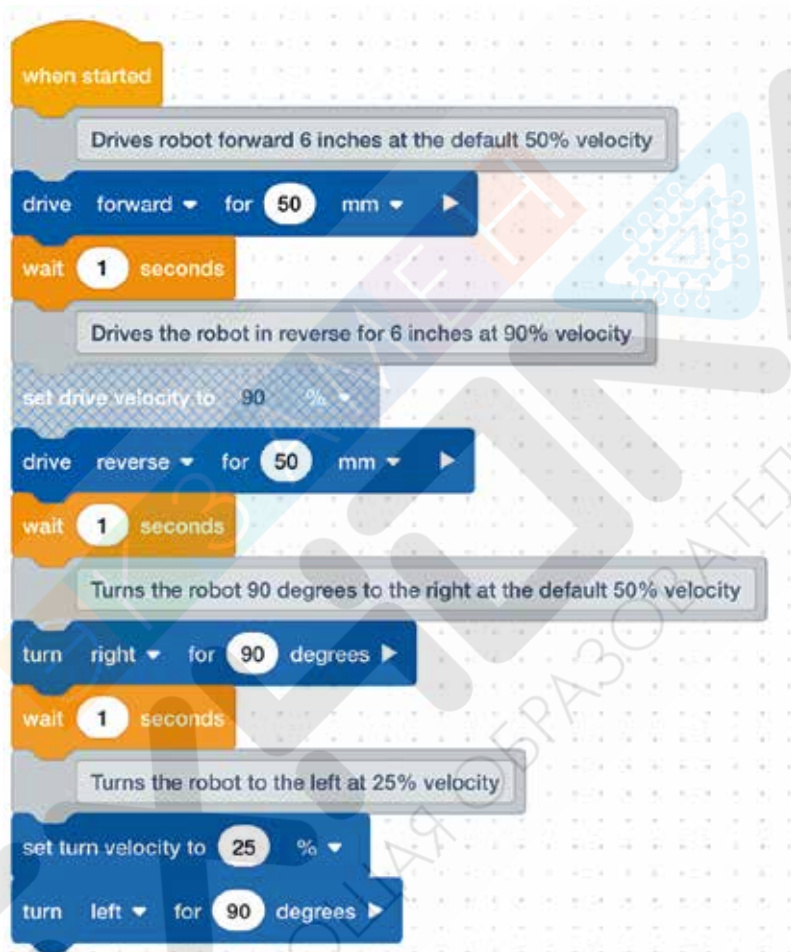 when started
Drives robot forward 6 inches at the default 50% velocity
drive forward for 50 mm
wait 1 seconds
Drives the robot in reverse for 6 inches at 90% velocity
set drive velocity to 90 %
drive reverse for 50 mm
wait 1 seconds
Turns the robot 90 degrees to the right at the default 50% velocity
turn right for 90 degrees
wait 1 seconds
Turns the robot to the left at 25% velocity
set turn velocity to 25 %
turn left for 90 degrees